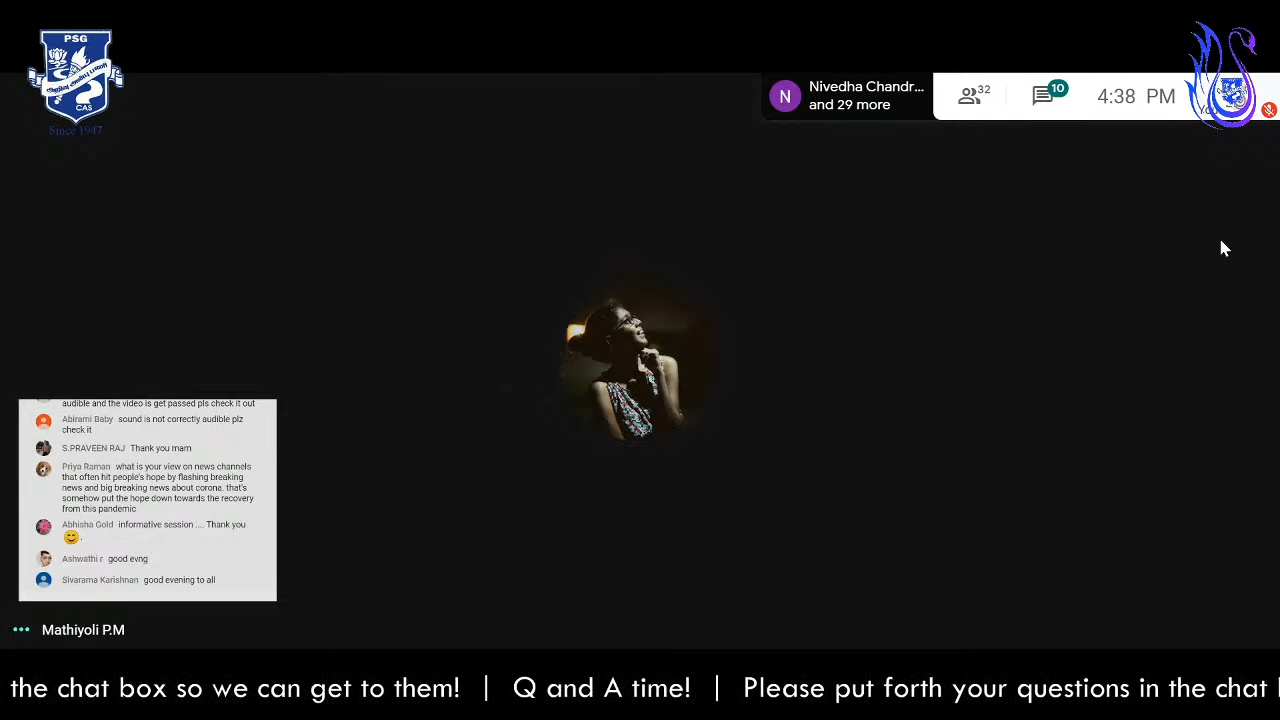 PSG
CAS
Since 1947
Nivedha Chandr...
and 29 more
32
10
4:38 PM
audible and the video is get passed pls check it out
Abirami Baby sound is not correctly audible plz
check it
S.PRAVEEN RAJ Thank you mam
Priya Raman what is your view on news channels
that often hit people's hope by flashing breaking
news and big breaking news about corona. that's
somehow put the hope down towards the recovery
from this pandemic
Abhisha Gold informative session .... Thank you
😊.
Ashwathi r good evng
Sivarama Karishnan good evening to all
Mathiyoli P.M
the chat box so we can get to them! | Q and A time! | Please put forth your questions in the chat